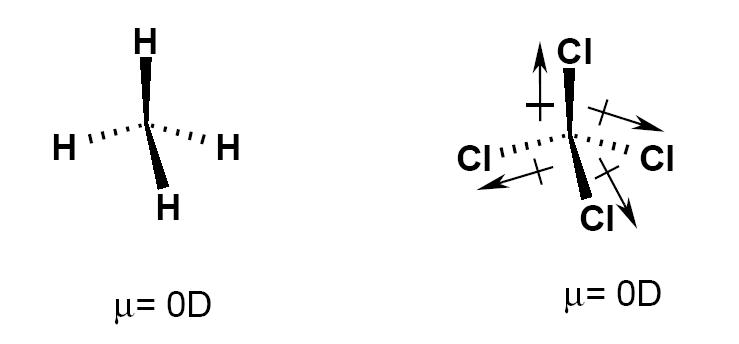 H
H H
H
μ= 0D
Cl
Cl Cl
Cl
μ= 0D